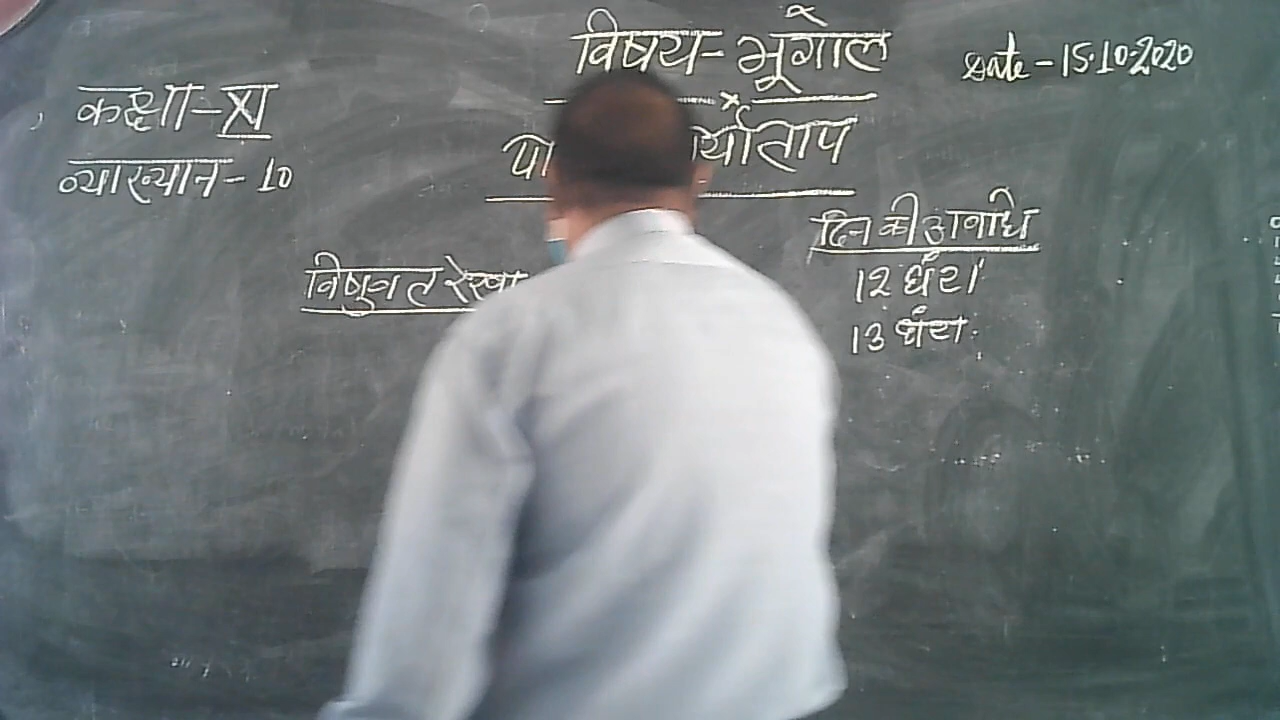 विषय - भूगोल
Date - 15.10.2020
कक्षा - XI
व्याख्यान - 10
दिन की अवधि
विषुवत रेखा
12 घंटा
13 घंटा